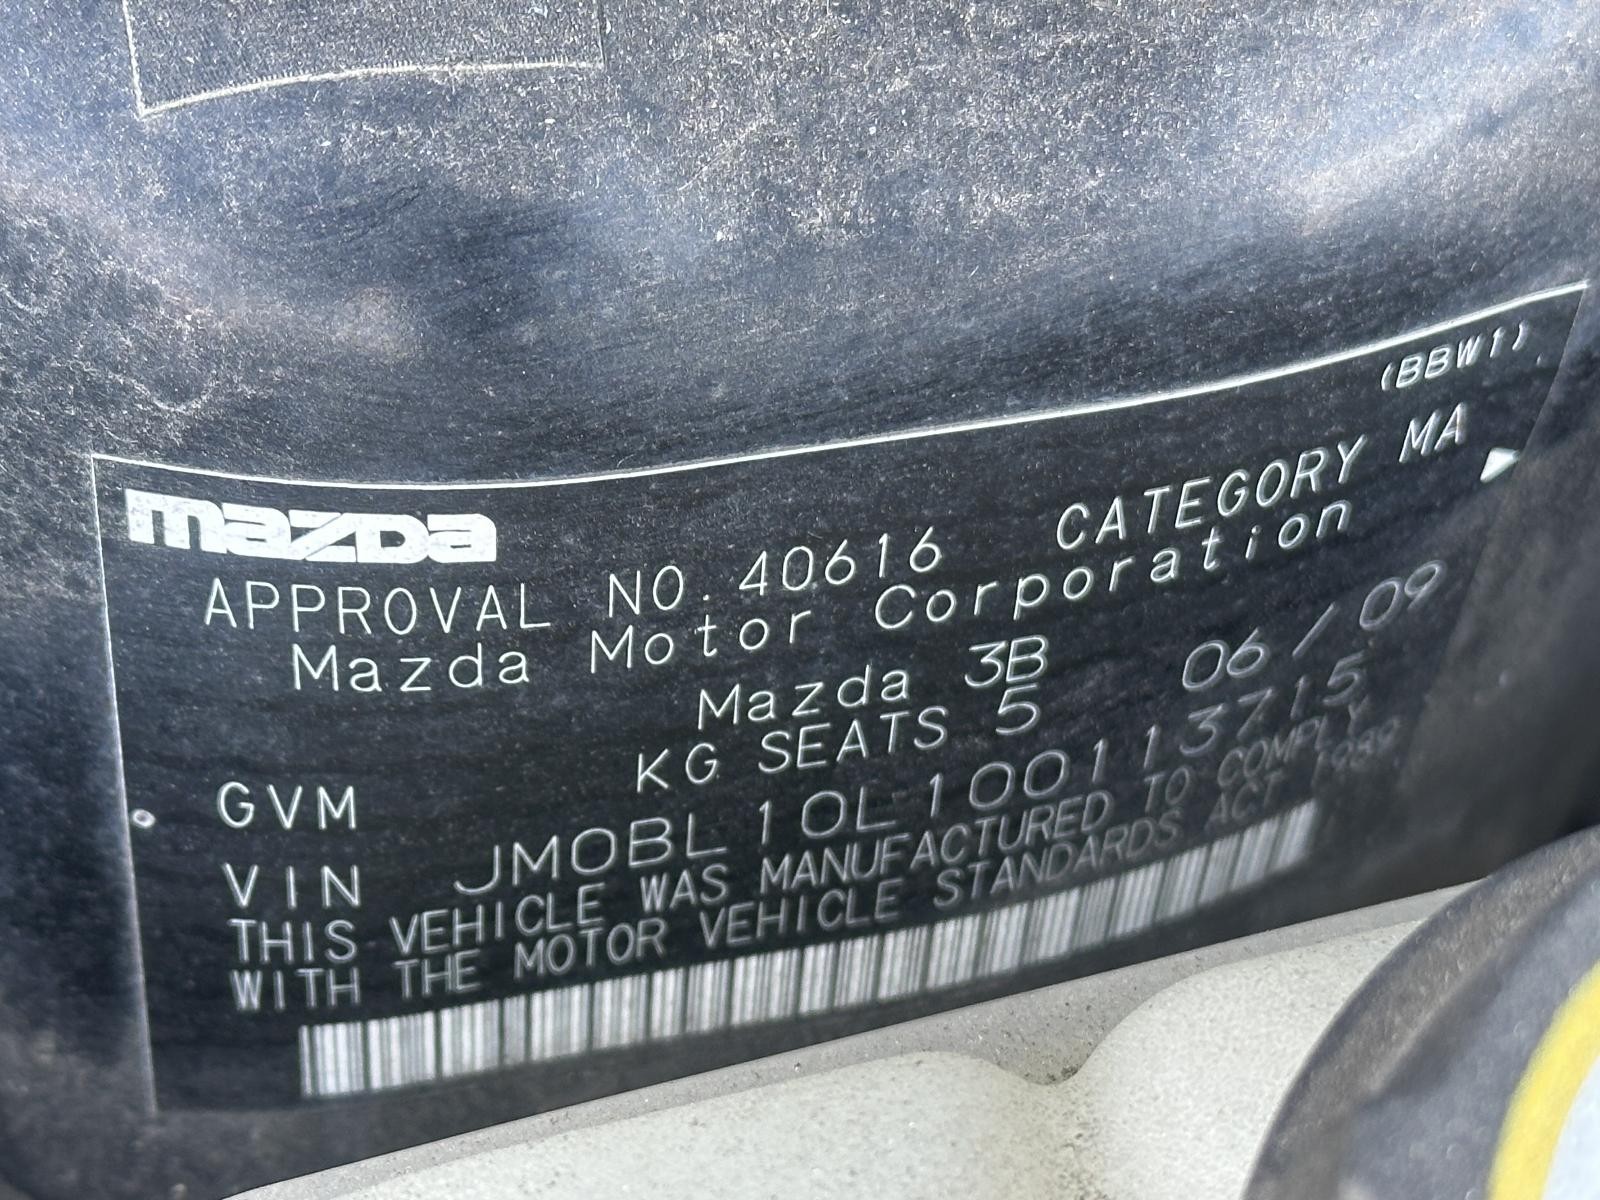 (BBW1)
mazda
APPROVAL NO. 40616 CATEGORY MA
Mazda Motor Corporation
Mazda 3B 06/09
GVM KG SEATS 5
VIN JM0BL10L100113715
THIS VEHICLE WAS MANUFACTURED TO COMPLY
WITH THE MOTOR VEHICLE STANDARDS ACT 1989